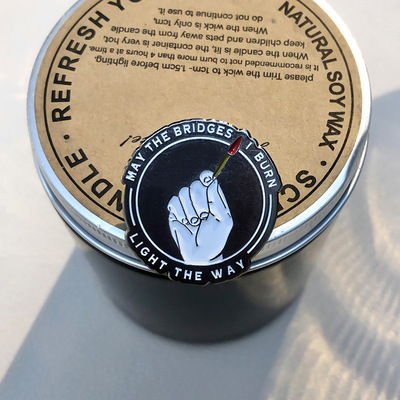 MAY THE BRIDGES I BURN
LIGHT THE WAY
NDLE · REFRESH YO
NATURAL SOY WAX · SC
please Trim the wick to 1cm- 1.5cm before lighting.
it is recommended not burn more than 4 hours at a time.
When the candle is lit, the container is very hot,
keep children and pets away from the candle
When the wick is only 1cm,
do not continue to use it.